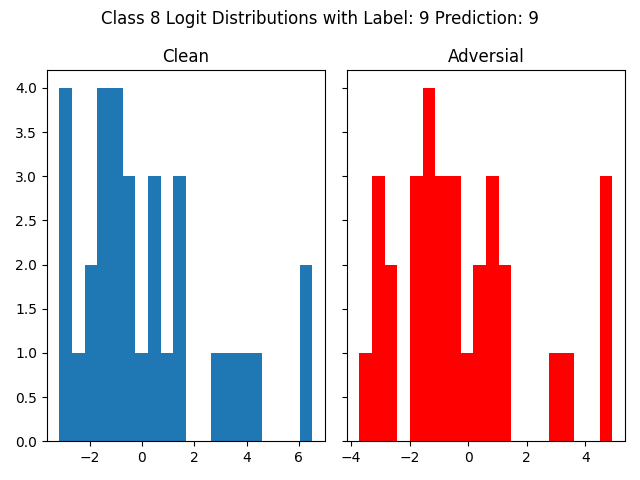 Class 8 Logit Distributions with Label: 9 Prediction: 9
Clean
Adversial
4.0
3.5
3.0
2.5
2.0
1.5
1.0
0.5
0.0
−2 0 2 4 6
−4 −2 0 2 4